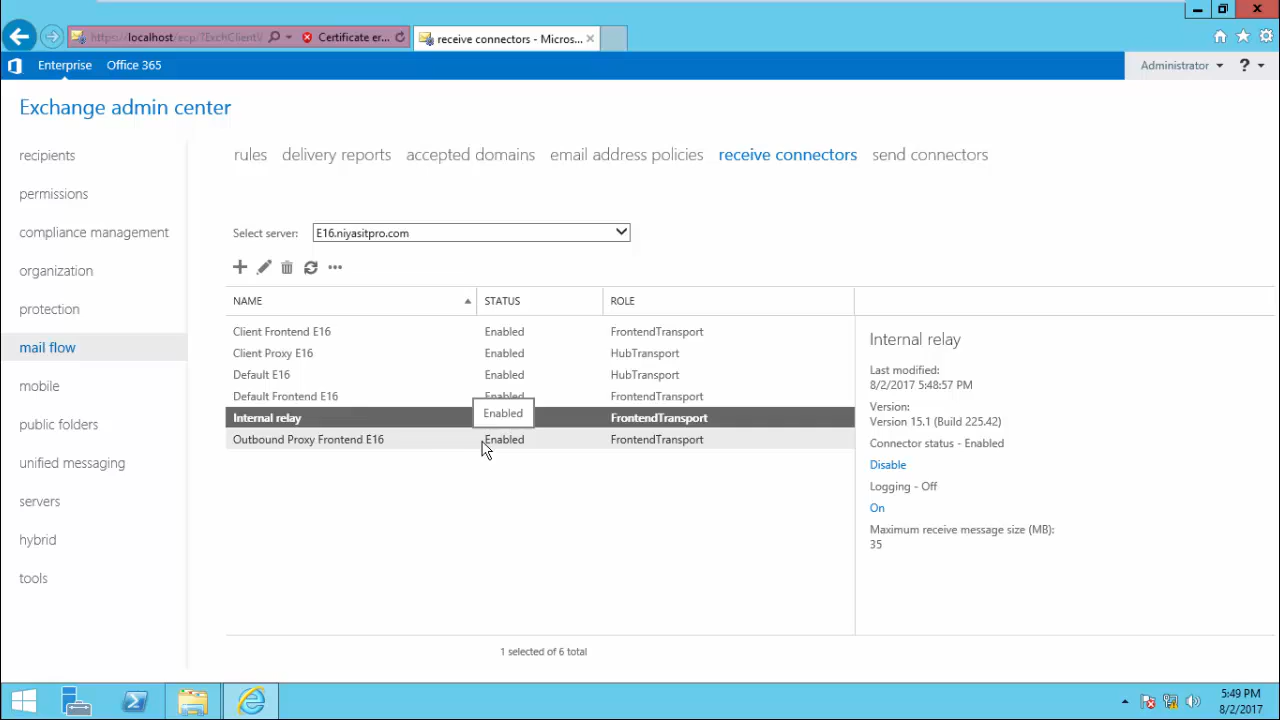 https://localhost/ecp/?ExchClientV
Certificate er...
receive connectors - Micros...
Enterprise
Office 365
Administrator
?
Exchange admin center
recipients
permissions
compliance management
organization
protection
mail flow
mobile
public folders
unified messaging
servers
hybrid
tools
rules delivery reports accepted domains email address policies receive connectors send connectors
Select server: E16.niyasitpro.com
NAME STATUS ROLE
Client Frontend E16 Enabled FrontendTransport
Client Proxy E16 Enabled HubTransport
Default E16 Enabled HubTransport
Default Frontend E16 Enabled FrontendTransport
Internal relay Enabled FrontendTransport
Outbound Proxy Frontend E16 Enabled FrontendTransport
1 selected of 6 total
Internal relay
Last modified:
8/2/2017 5:48:57 PM
Version:
Version 15.1 (Build 225.42)
Connector status - Enabled
Disable
Logging - Off
On
Maximum receive message size (MB):
35
5:49 PM
8/2/2017